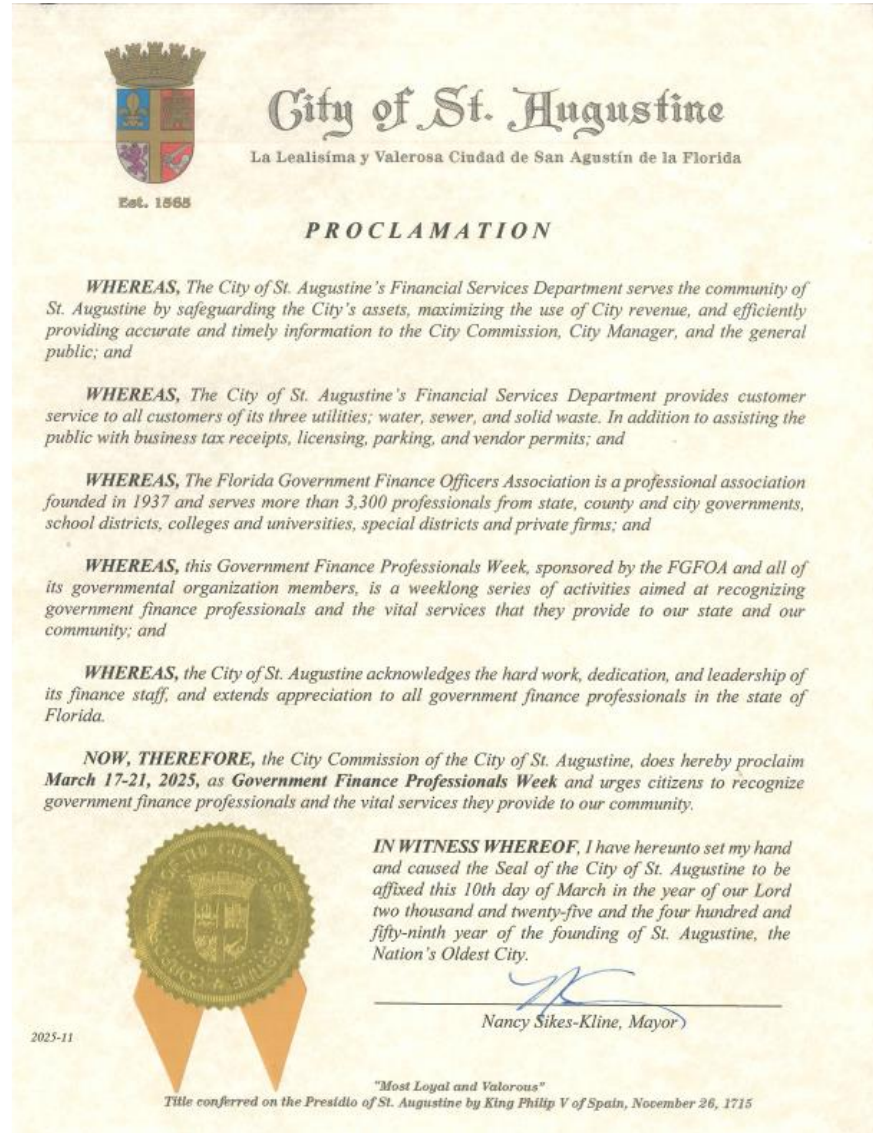 City of St. Augustine
La Lealisíma y Valerosa Ciudad de San Agustín de la Florida
Est. 1565
PROCLAMATION
WHEREAS, The City of St. Augustine's Financial Services Department serves the community of
St. Augustine by safeguarding the City's assets, maximizing the use of City revenue, and efficiently
providing accurate and timely information to the City Commission, City Manager, and the general
public; and
WHEREAS, The City of St. Augustine's Financial Services Department provides customer
service to all customers of its three utilities; water, sewer, and solid waste. In addition to assisting the
public with business tax receipts, licensing, parking, and vendor permits; and
WHEREAS, The Florida Government Finance Officers Association is a professional association
founded in 1937 and serves more than 3,300 professionals from state, county and city governments,
school districts, colleges and universities, special districts and private firms; and
WHEREAS, this Government Finance Professionals Week, sponsored by the FGFOA and all of
its governmental organization members, is a weeklong series of activities aimed at recognizing
government finance professionals and the vital services that they provide to our state and our
community; and
WHEREAS, the City of St. Augustine acknowledges the hard work, dedication, and leadership of
its finance staff, and extends appreciation to all government finance professionals in the state of
Florida.
NOW, THEREFORE, the City Commission of the City of St. Augustine, does hereby proclaim
March 17-21, 2025, as Government Finance Professionals Week and urges citizens to recognize
government finance professionals and the vital services they provide to our community.
IN WITNESS WHEREOF, I have hereunto set my hand
and caused the Seal of the City of St. Augustine to be
affixed this 10th day of March in the year of our Lord
two thousand and twenty-five and the four hundred and
fifty-ninth year of the founding of St. Augustine, the
Nation's Oldest City.
Nancy Sikes-Kline, Mayor
2025-11
"Most Loyal and Valorous"
Title conferred on the Presidio of St. Augustine by King Philip V of Spain, November 26, 1715